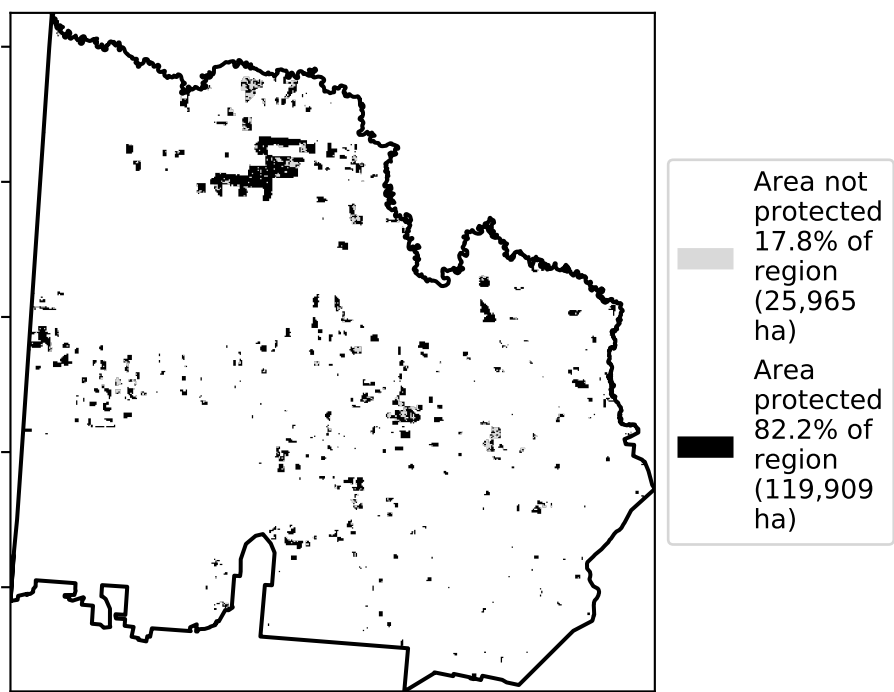 Area not
protected
17.8% of
region
(25,965
ha)
Area
protected
82.2% of
region
(119,909
ha)